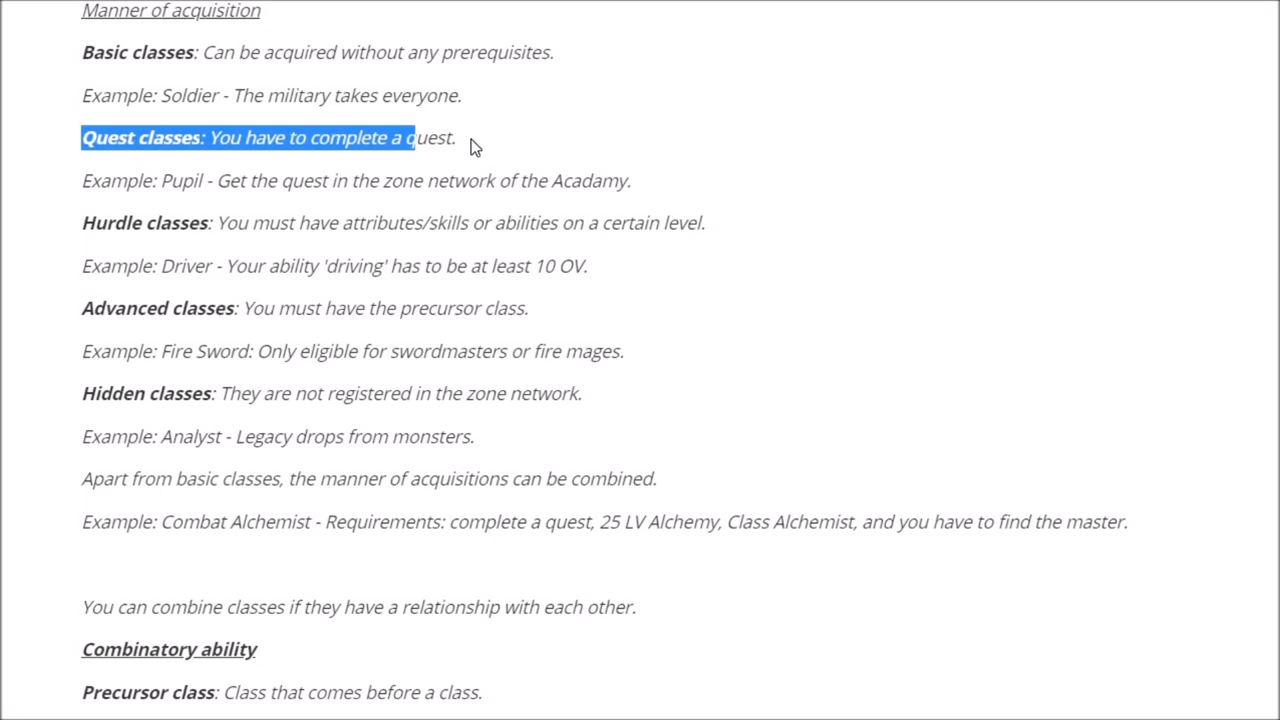 Manner of acquisition
Basic classes: Can be acquired without any prerequisites.
Example: Soldier - The military takes everyone.
Quest classes: You have to complete a quest.
Example: Pupil - Get the quest in the zone network of the Acadamy.
Hurdle classes: You must have attributes/skills or abilities on a certain level.
Example: Driver - Your ability 'driving' has to be at least 10 OV.
Advanced classes: You must have the precursor class.
Example: Fire Sword: Only eligible for swordmasters or fire mages.
Hidden classes: They are not registered in the zone network.
Example: Analyst - Legacy drops from monsters.
Apart from basic classes, the manner of acquisitions can be combined.
Example: Combat Alchemist - Requirements: complete a quest, 25 LV Alchemy, Class Alchemist, and you have to find the master.
You can combine classes if they have a relationship with each other.
Combinatory ability
Precursor class: Class that comes before a class.